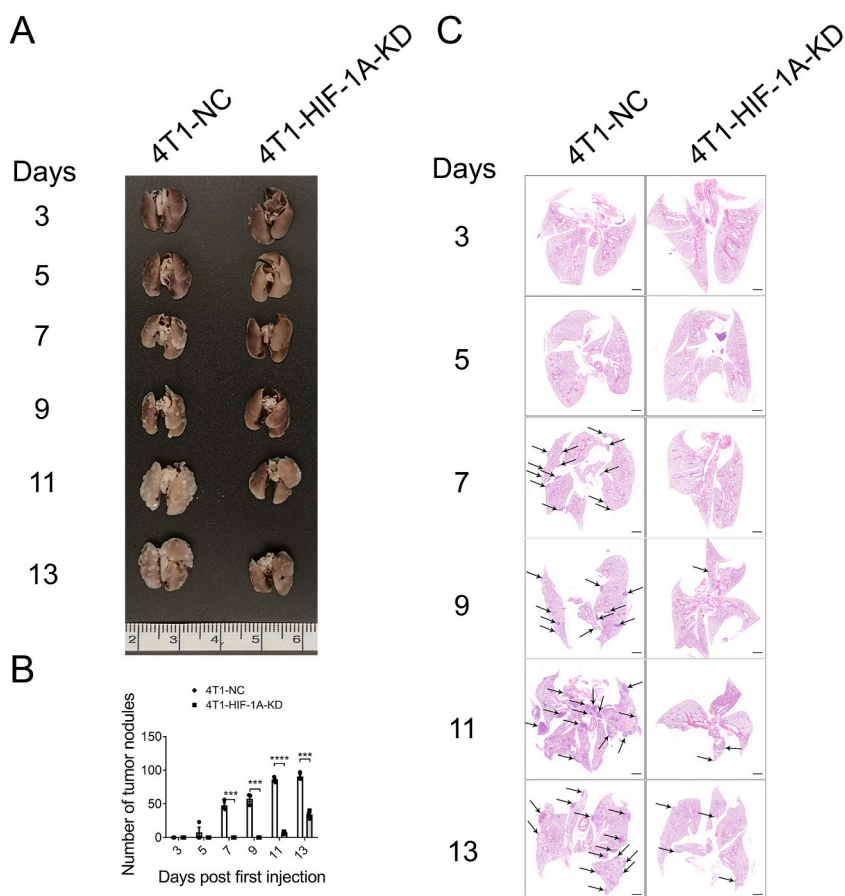 A
4T1-NC
4T1-HIF-1A-KD
Days
3
5
7
9
11
13
2 3 4 5 6
B
4T1-NC
4T1-HIF-1A-KD
Number of tumor nodules
150
100
50
0
***
***
****
***
3 5 7 9 11 13
Days post first injection
C
4T1-NC
4T1-HIF-1A-KD
Days
3
5
7
9
11
13